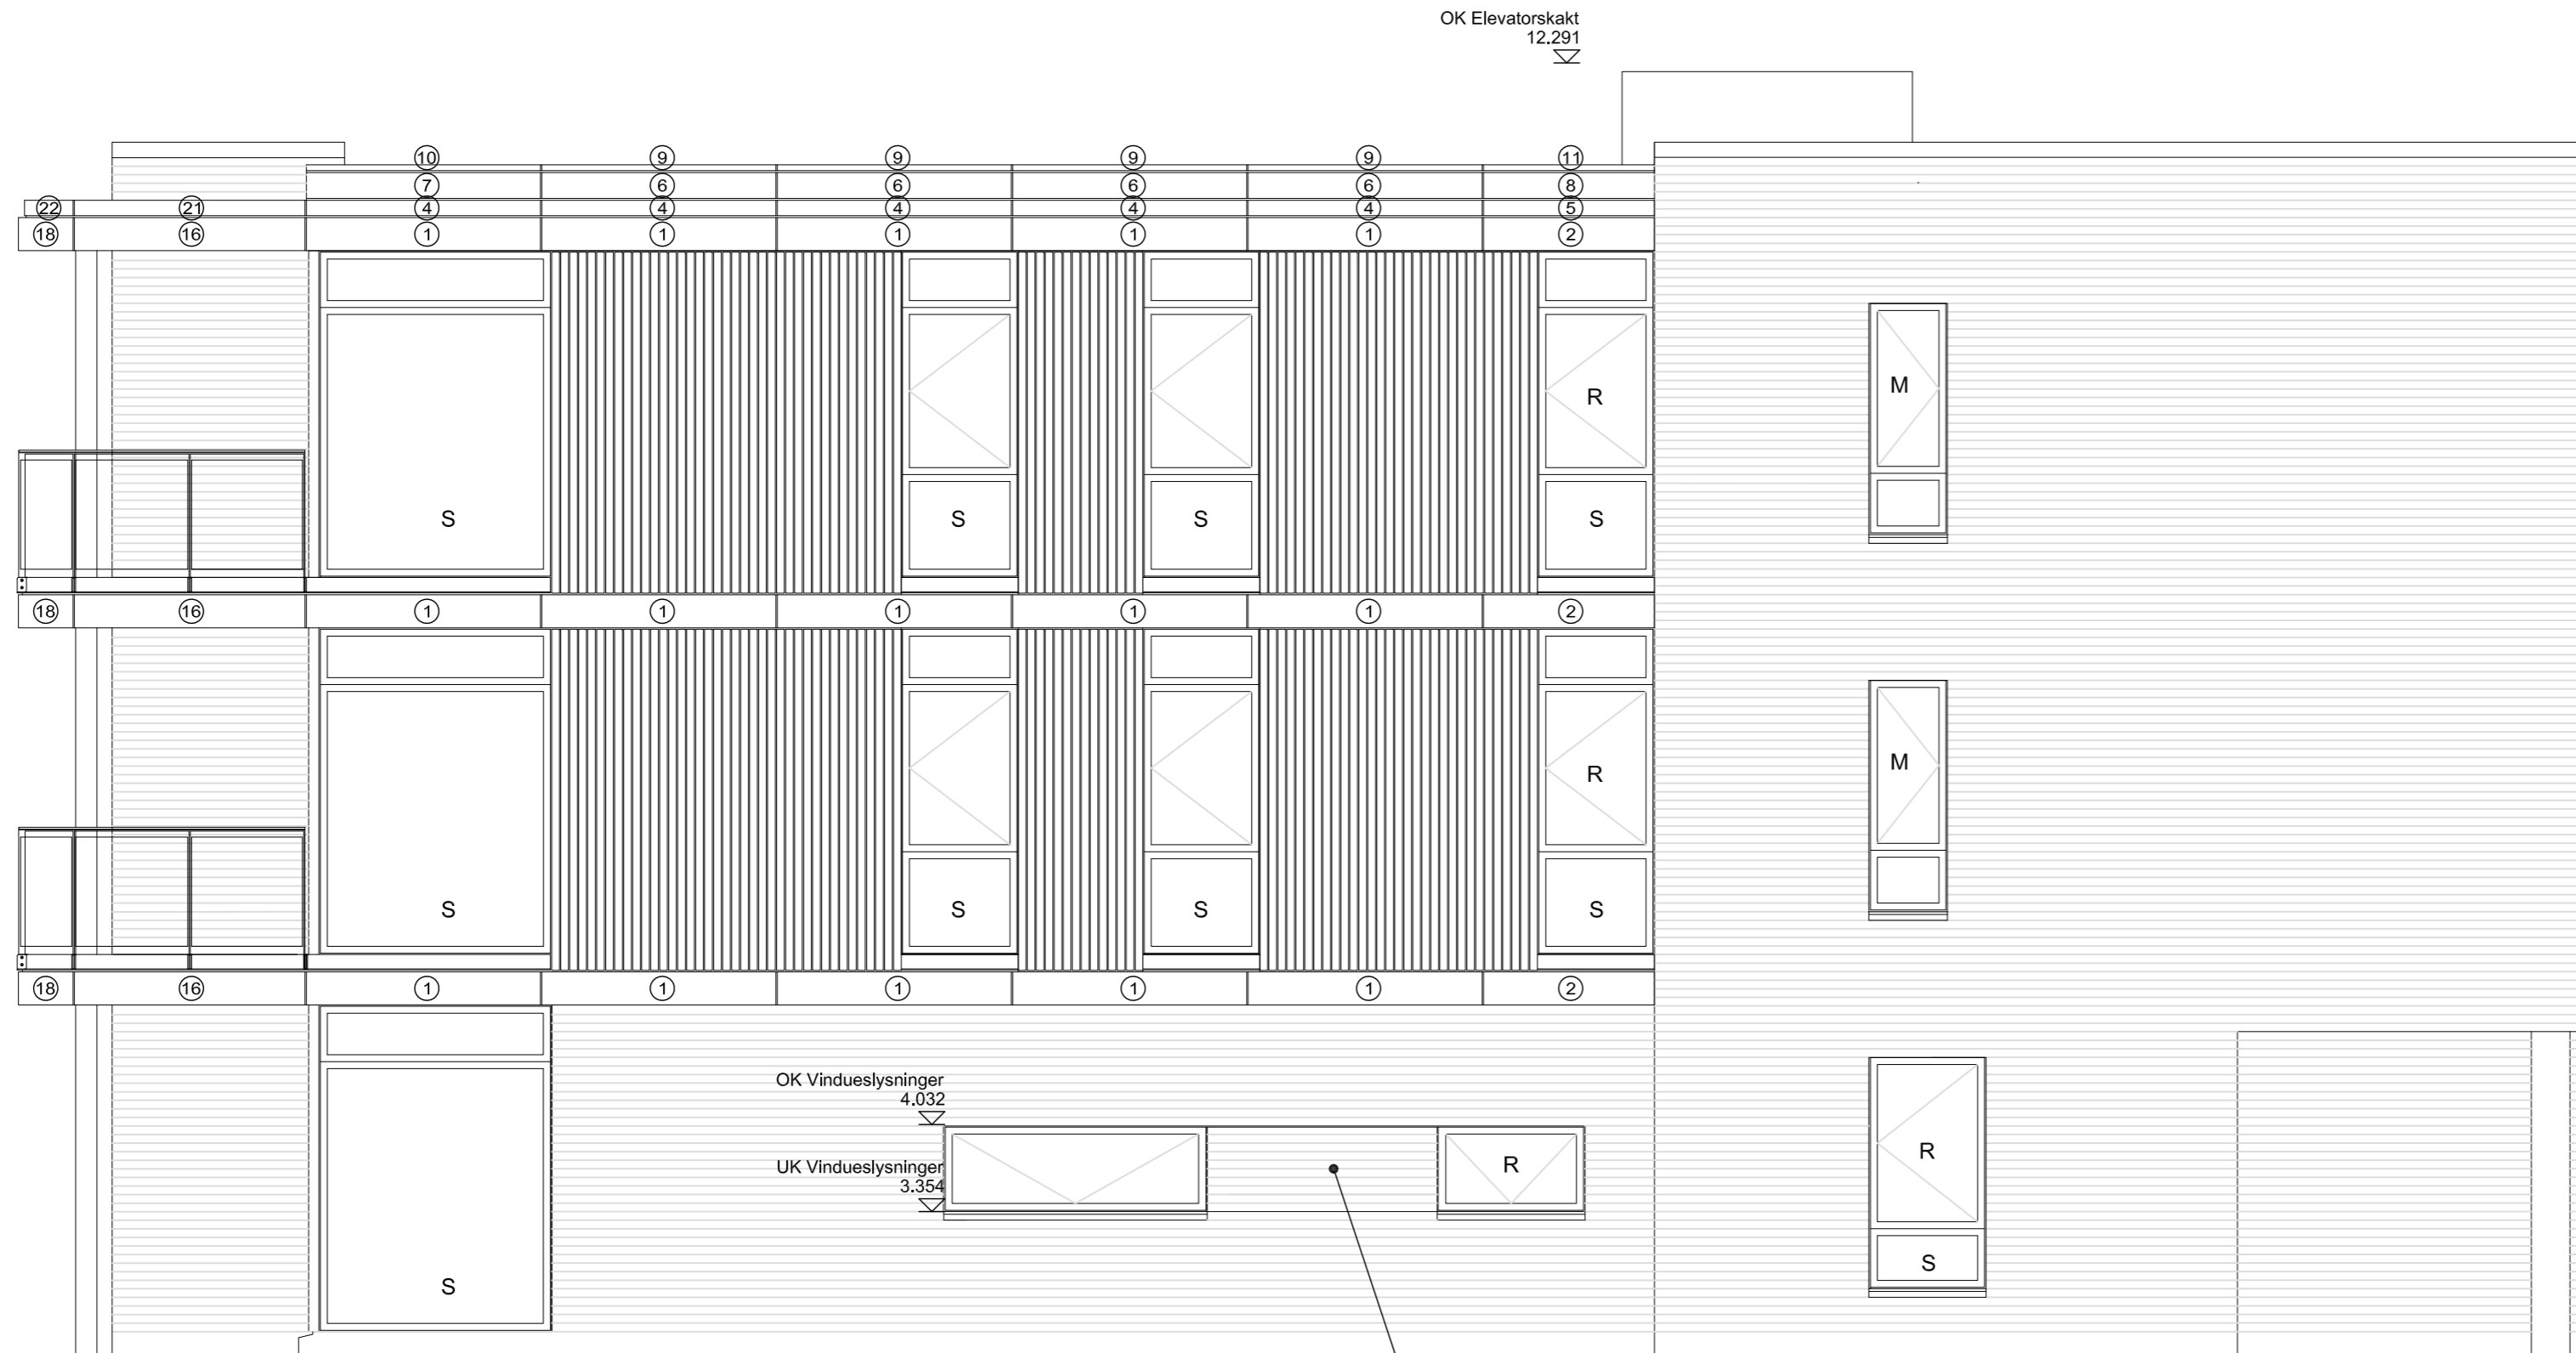 OK Elevatorskakt
12.291
10 9 9 9 9 11
7 6 6 6 6 8
22 21 4 4 4 4 4 5
18 16 1 1 1 1 1 2
M
R
S S S S
18 16 1 1 1 1 1 2
M
R
S S S S
18 16 1 1 1 1 1 2
OK Vindueslysninger
4.032
R
R
UK Vindueslysninger
3.354
S
S